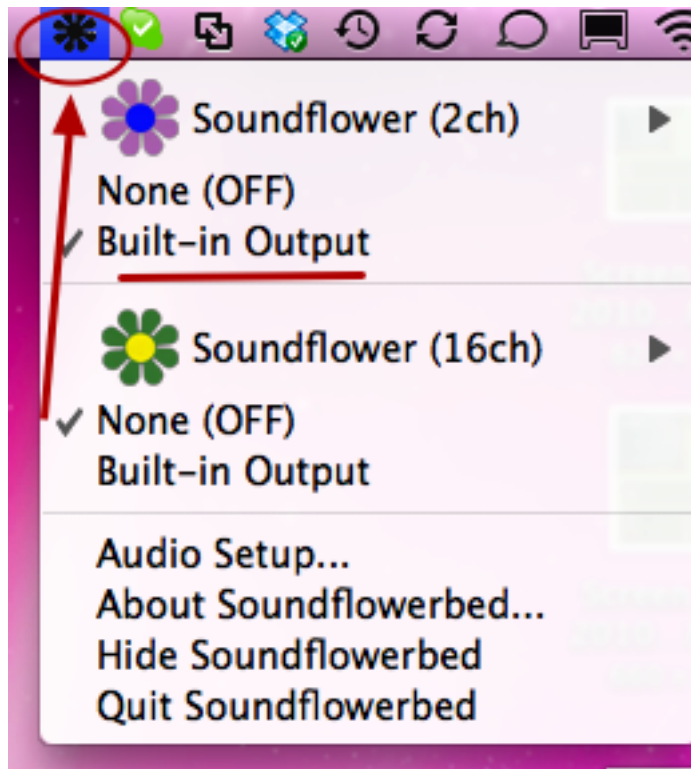 Soundflower (2ch)
None (OFF)
Built-in Output
Soundflower (16ch)
None (OFF)
Built-in Output
Audio Setup...
About Soundflowerbed...
Hide Soundflowerbed
Quit Soundflowerbed